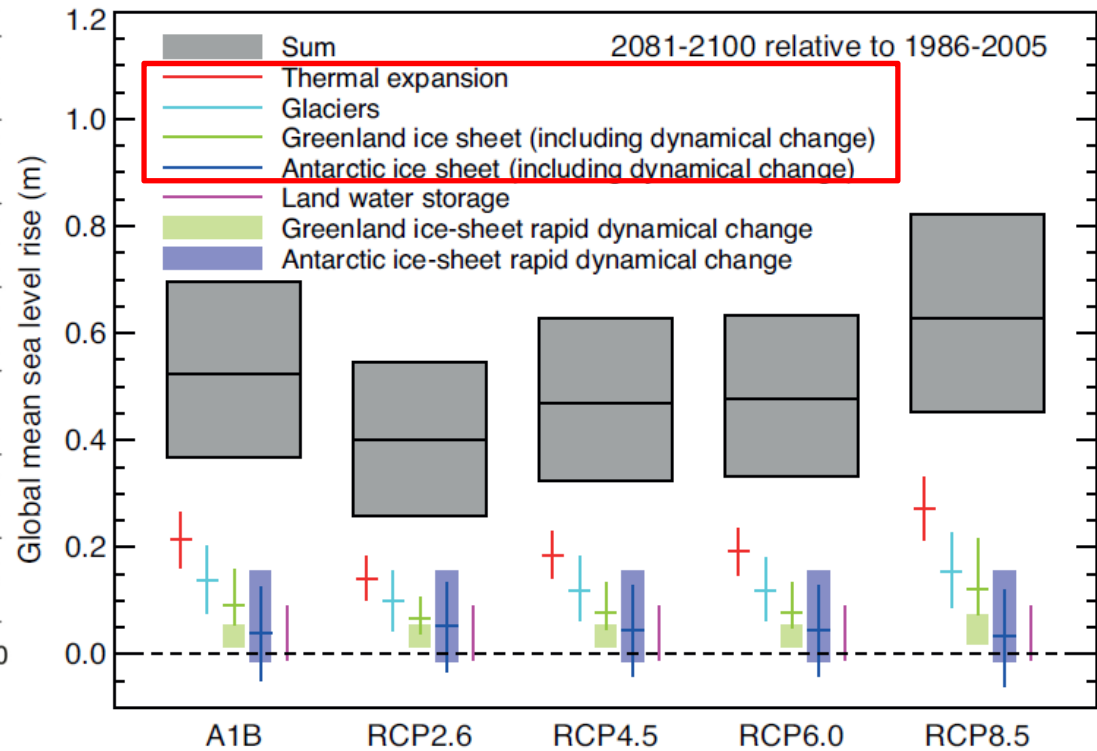 1.2
Sum
2081-2100 relative to 1986-2005
Thermal expansion
1.0
Glaciers
Greenland ice sheet (including dynamical change)
Antarctic ice sheet (including dynamical change)
Land water storage
0.8
Greenland ice-sheet rapid dynamical change
Antarctic ice-sheet rapid dynamical change
Global mean sea level rise (m)
0.6
0.4
0.2
0.0
0
A1B
RCP2.6
RCP4.5
RCP6.0
RCP8.5